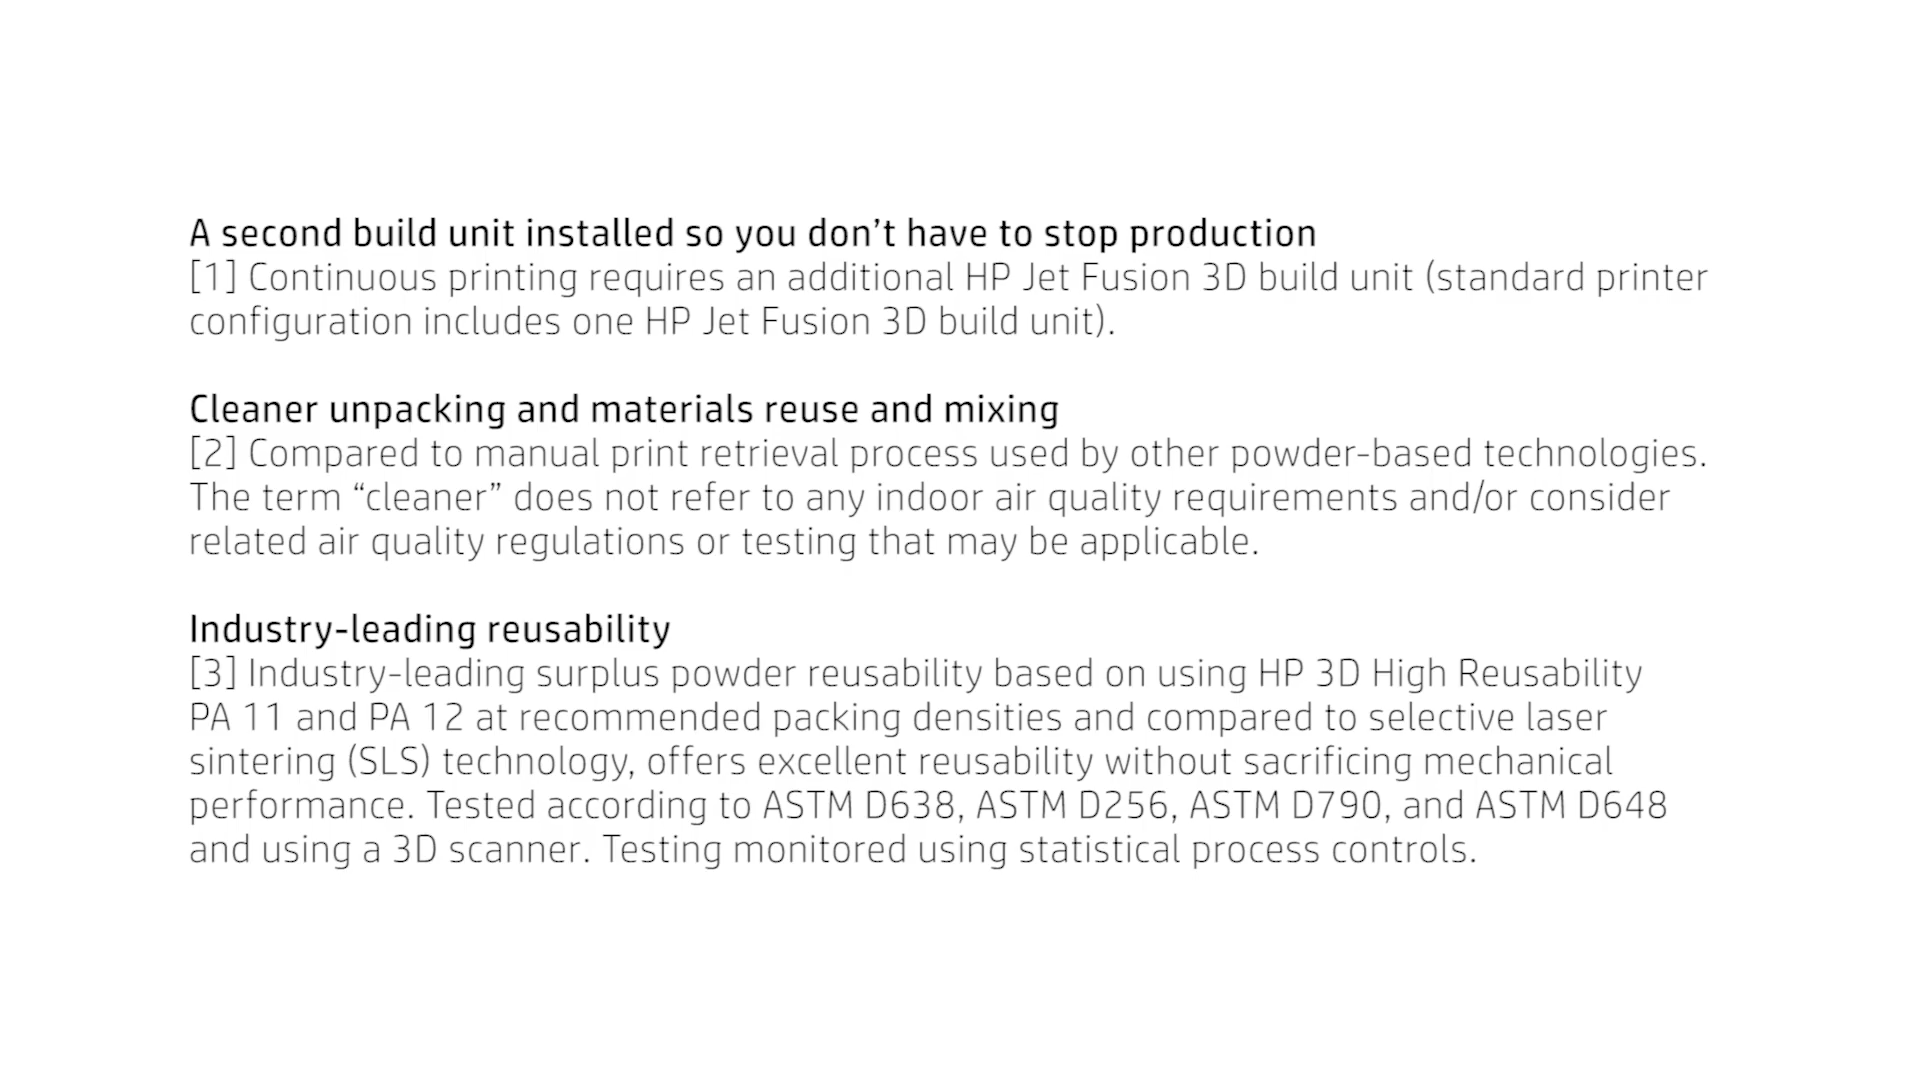 A second build unit installed so you don’t have to stop production
[1] Continuous printing requires an additional HP Jet Fusion 3D build unit (standard printer
configuration includes one HP Jet Fusion 3D build unit).
Cleaner unpacking and materials reuse and mixing
[2] Compared to manual print retrieval process used by other powder-based technologies.
The term “cleaner” does not refer to any indoor air quality requirements and/or consider
related air quality regulations or testing that may be applicable.
Industry-leading reusability
[3] Industry-leading surplus powder reusability based on using HP 3D High Reusability
PA 11 and PA 12 at recommended packing densities and compared to selective laser
sintering (SLS) technology, offers excellent reusability without sacrificing mechanical
performance. Tested according to ASTM D638, ASTM D256, ASTM D790, and ASTM D648
and using a 3D scanner. Testing monitored using statistical process controls.